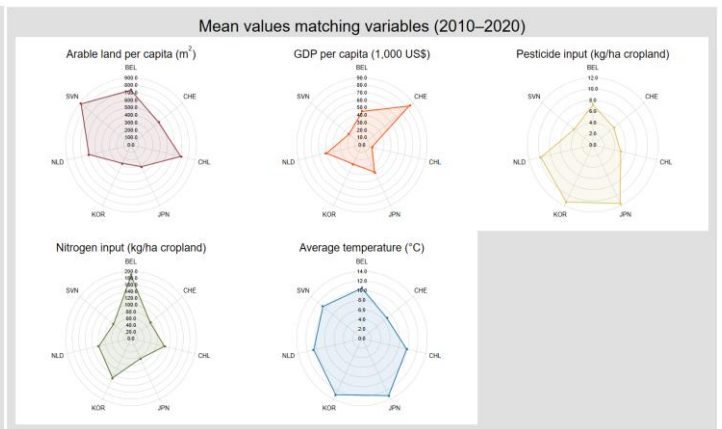 Mean values matching variables (2010–2020)
Arable land per capita (m²)
BEL
900.0
800.0
700.0
600.0
500.0
400.0
300.0
200.0
100.0
0.0
CHE
CHL
JPN
KOR
NLD
SVN
GDP per capita (1,000 US$)
BEL
90.0
80.0
70.0
60.0
50.0
40.0
30.0
20.0
10.0
0.0
CHE
CHL
JPN
KOR
NLD
SVN
Pesticide input (kg/ha cropland)
BEL
12.0
10.0
8.0
6.0
4.0
2.0
0.0
CHE
CHL
JPN
KOR
NLD
SVN
Nitrogen input (kg/ha cropland)
BEL
200.0
180.0
160.0
140.0
120.0
100.0
80.0
60.0
40.0
20.0
0.0
CHE
CHL
JPN
KOR
NLD
SVN
Average temperature (°C)
BEL
14.0
12.0
10.0
8.0
6.0
4.0
2.0
0.0
CHE
CHL
JPN
KOR
NLD
SVN